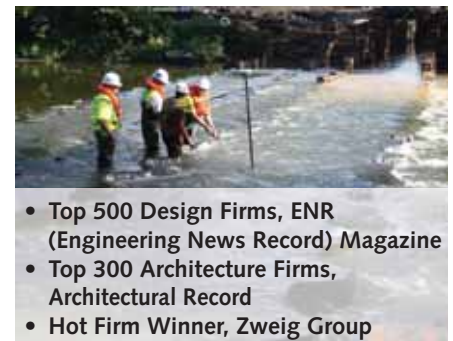 • Top 500 Design Firms, ENR
(Engineering News Record) Magazine
• Top 300 Architecture Firms,
Architectural Record
• Hot Firm Winner, Zweig Group